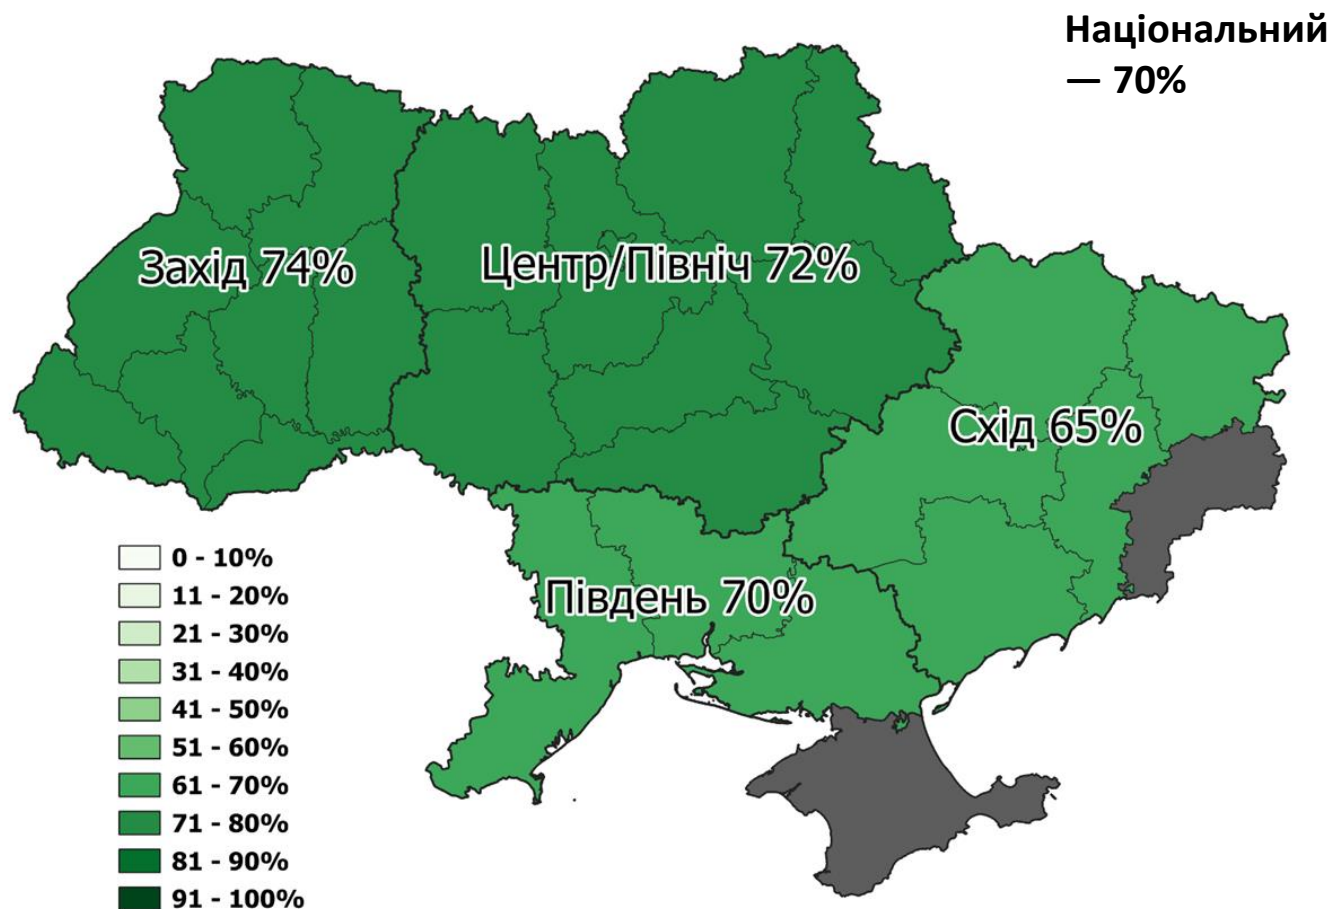 Національний
— 70%
Захід 74%
Центр/Північ 72%
Схід 65%
Південь 70%
0 - 10%
11 - 20%
21 - 30%
31 - 40%
41 - 50%
51 - 60%
61 - 70%
71 - 80%
81 - 90%
91 - 100%